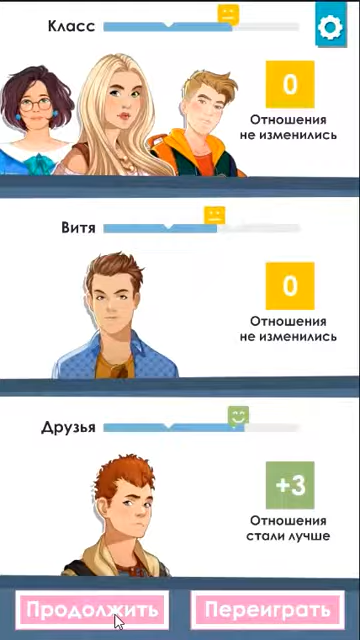 Класс
0
Отношения
не изменились
Витя
0
Отношения
не изменились
Друзья
+3
Отношения
стали лучше
Продолжить
Переиграть